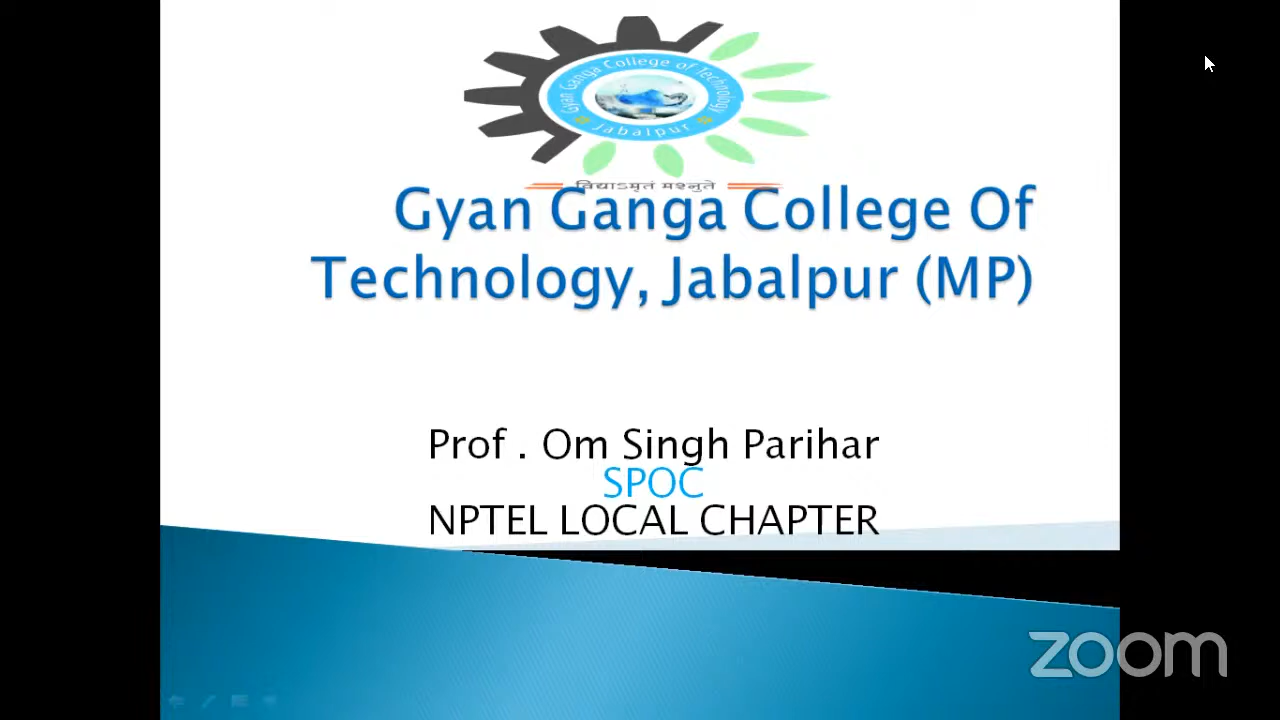 Gyan Ganga College of Technology
Jabalpur
विद्याऽमृतं मश्नुते
Gyan Ganga College Of
Technology, Jabalpur (MP)
Prof . Om Singh Parihar
SPOC
NPTEL LOCAL CHAPTER
zoom